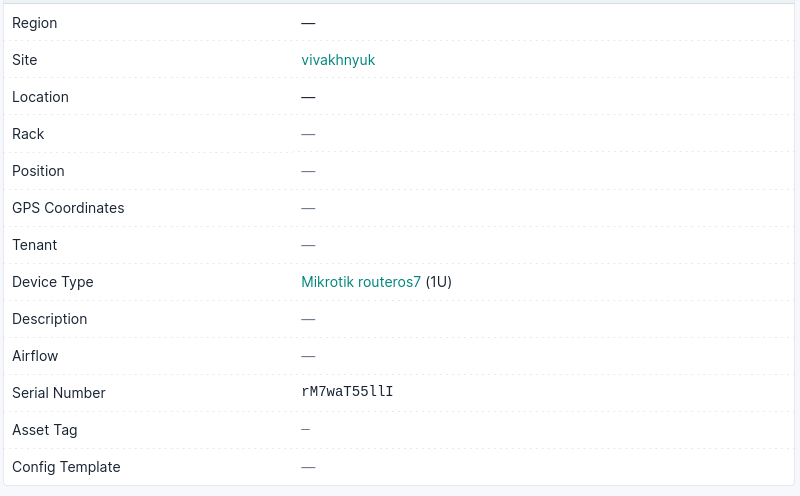 Region —
Site vivakhnyuk
Location —
Rack —
Position —
GPS Coordinates —
Tenant —
Device Type Mikrotik routeros7 (1U)
Description —
Airflow —
Serial Number rM7waT55llI
Asset Tag –
Config Template —